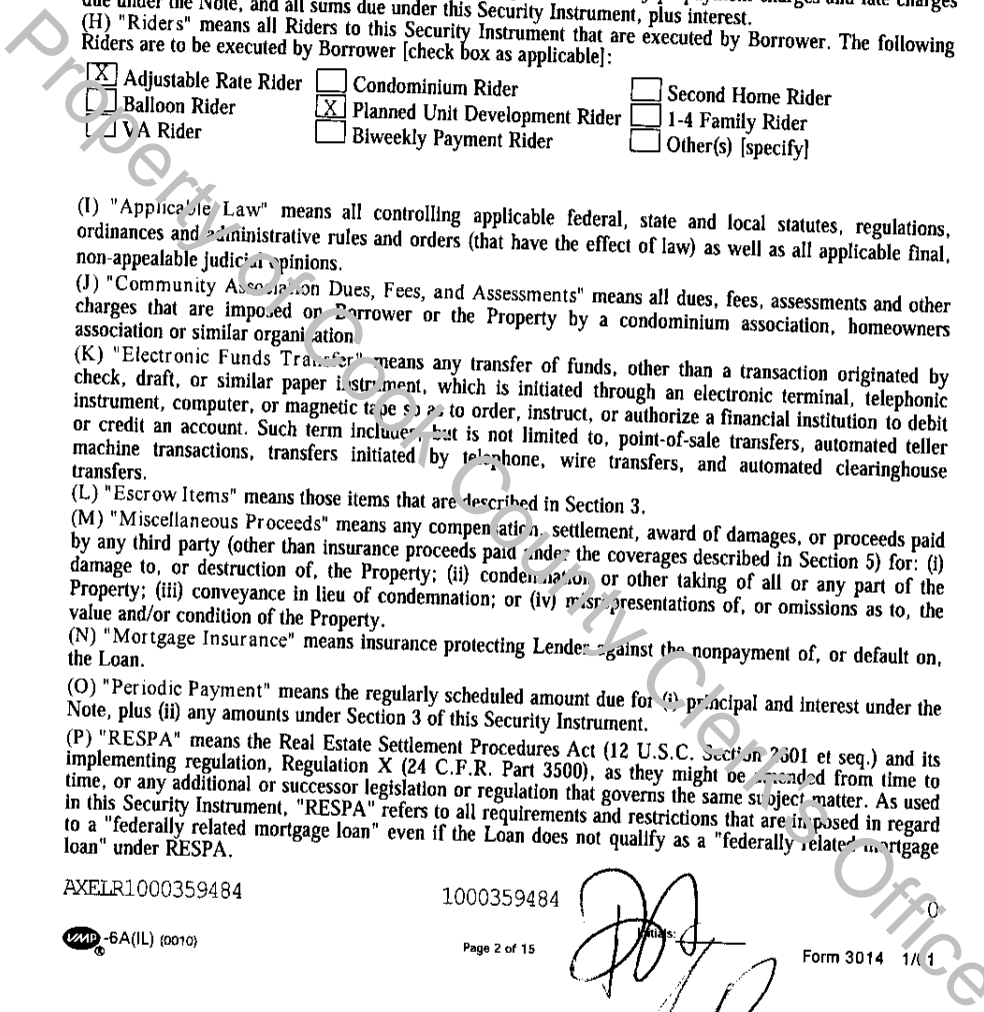 due under the Note, and all sums due under this Security Instrument, plus interest.
(H) "Riders" means all Riders to this Security Instrument that are executed by Borrower. The following
Riders are to be executed by Borrower [check box as applicable]:
X Adjustable Rate Rider Condominium Rider Second Home Rider
Balloon Rider X Planned Unit Development Rider 1-4 Family Rider
VA Rider Biweekly Payment Rider Other(s) [specify]
(I) "Applicable Law" means all controlling applicable federal, state and local statutes, regulations,
ordinances and administrative rules and orders (that have the effect of law) as well as all applicable final,
non-appealable judicial opinions.
(J) "Community Association Dues, Fees, and Assessments" means all dues, fees, assessments and other
charges that are imposed on Borrower or the Property by a condominium association, homeowners
association or similar organization.
(K) "Electronic Funds Transfer" means any transfer of funds, other than a transaction originated by
check, draft, or similar paper instrument, which is initiated through an electronic terminal, telephonic
instrument, computer, or magnetic tape so as to order, instruct, or authorize a financial institution to debit
or credit an account. Such term includes, but is not limited to, point-of-sale transfers, automated teller
machine transactions, transfers initiated by telephone, wire transfers, and automated clearinghouse
transfers.
(L) "Escrow Items" means those items that are described in Section 3.
(M) "Miscellaneous Proceeds" means any compensation, settlement, award of damages, or proceeds paid
by any third party (other than insurance proceeds paid under the coverages described in Section 5) for: (i)
damage to, or destruction of, the Property; (ii) condemnation or other taking of all or any part of the
Property; (iii) conveyance in lieu of condemnation; or (iv) misrepresentations of, or omissions as to, the
value and/or condition of the Property.
(N) "Mortgage Insurance" means insurance protecting Lender against the nonpayment of, or default on,
the Loan.
(O) "Periodic Payment" means the regularly scheduled amount due for (i) principal and interest under the
Note, plus (ii) any amounts under Section 3 of this Security Instrument.
(P) "RESPA" means the Real Estate Settlement Procedures Act (12 U.S.C. Section 2601 et seq.) and its
implementing regulation, Regulation X (24 C.F.R. Part 3500), as they might be amended from time to
time, or any additional or successor legislation or regulation that governs the same subject matter. As used
in this Security Instrument, "RESPA" refers to all requirements and restrictions that are imposed in regard
to a "federally related mortgage loan" even if the Loan does not qualify as a "federally related mortgage
loan" under RESPA.
AXELR1000359484 1000359484 0
Initials:
VMP®-6A(IL) (0010) Page 2 of 15 Form 3014 1/01
Property of Cook County Clerk's Office